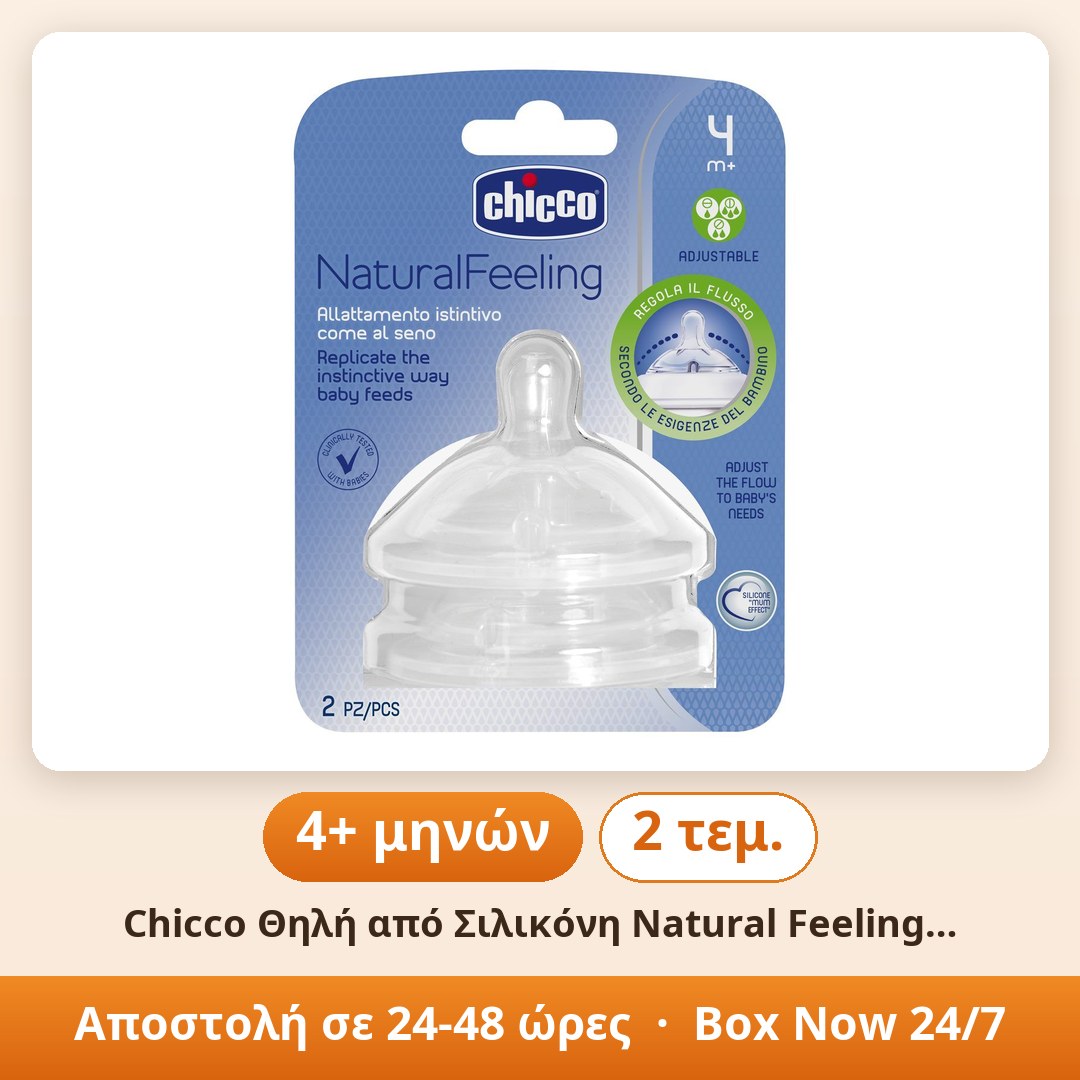 4
m+
chicco
ADJUSTABLE
NaturalFeeling
REGOLA IL FLUSSO
SECONDO LE ESIGENZE DEL BAMBINO
Allattamento istintivo
come al seno
Replicate the
instinctive way
baby feeds
CLINICALLY TESTED
WITH BABIES
ADJUST
THE FLOW
TO BABY'S
NEEDS
SILICONE
"MUM
EFFECT"
2 PZ/PCS
4+ μηνών
2 τεμ.
Chicco Θηλή από Σιλικόνη Natural Feeling...
Αποστολή σε 24-48 ώρες · Box Now 24/7